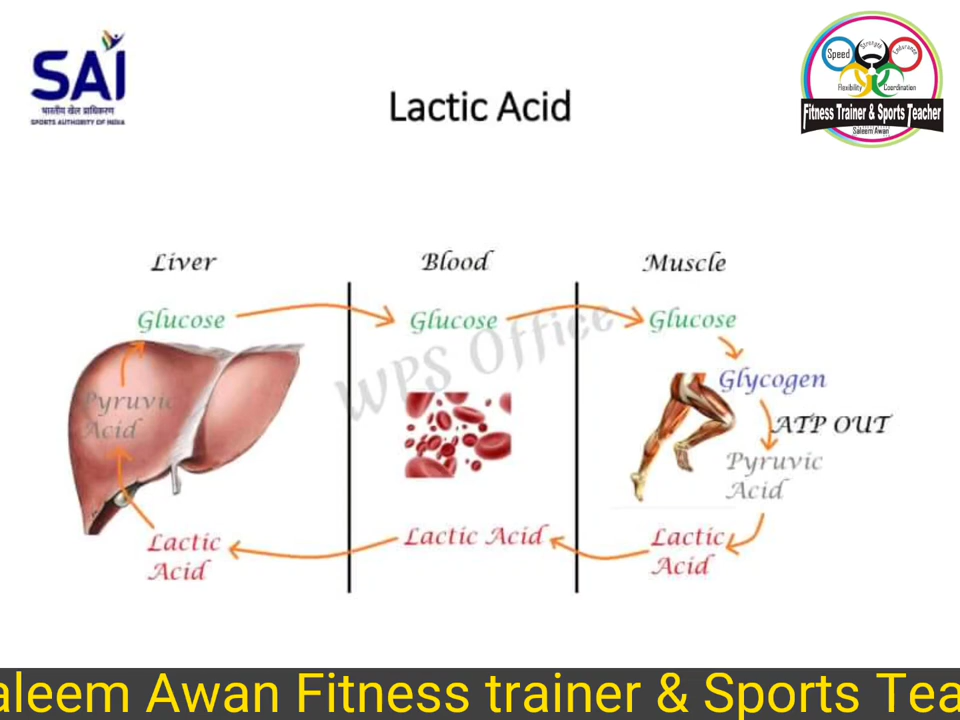 SAI
भारतीय खेल प्राधिकरण
SPORTS AUTHORITY OF INDIA
Speed
Strength
Endurance
Flexibility
Coordination
Fitness Trainer & Sports Teacher
Saleem Awan
Lactic Acid
Liver
Blood
Muscle
Glucose
Glucose
Glucose
WPS Office
Glycogen
Pyruvic
Acid
ATP OUT
Pyruvic
Acid
Lactic
Acid
Lactic Acid
Lactic
Acid
aleem Awan Fitness trainer & Sports Tea